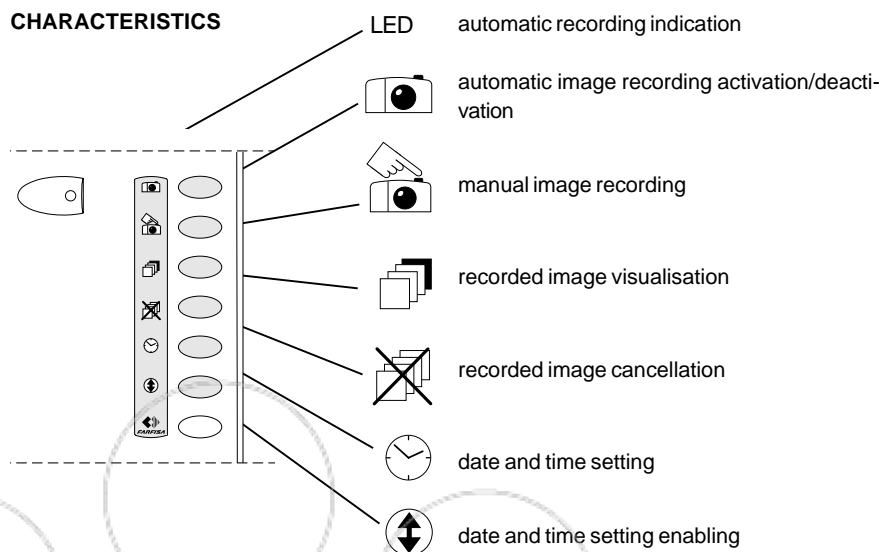 CHARACTERISTICS
LED automatic recording indication
automatic image recording activation/deacti-
vation
manual image recording
recorded image visualisation
recorded image cancellation
date and time setting
FARFISA
date and time setting enabling